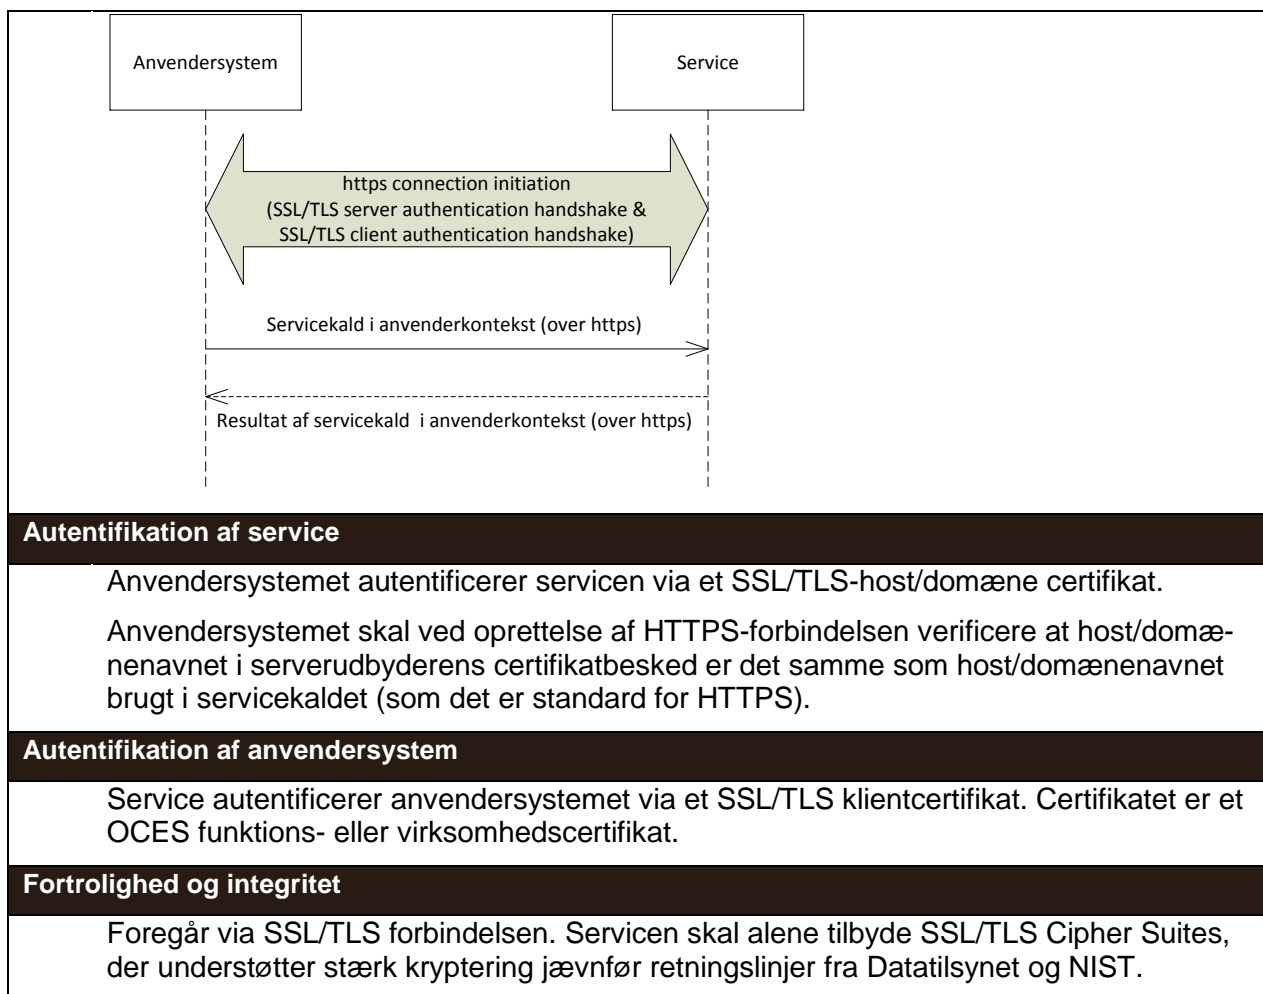 Anvendersystem
Service
https connection initiation
(SSL/TLS server authentication handshake &
SSL/TLS client authentication handshake)
Servicekald i anvenderkontekst (over https)
Resultat af servicekald i anvenderkontekst (over https)
Autentifikation af service
Anvendersystemet autentificerer servicen via et SSL/TLS-host/domæne certifikat.
Anvendersystemet skal ved oprettelse af HTTPS-forbindelsen verificere at host/domæ-
nenavnet i serverudbyderens certifikatbesked er det samme som host/domænenavnet
brugt i servicekaldet (som det er standard for HTTPS).
Autentifikation af anvendersystem
Service autentificerer anvendersystemet via et SSL/TLS klientcertifikat. Certifikatet er et
OCES funktions- eller virksomhedscertifikat.
Fortrolighed og integritet
Foregår via SSL/TLS forbindelsen. Servicen skal alene tilbyde SSL/TLS Cipher Suites,
der understøtter stærk kryptering jævnfør retningslinjer fra Datatilsynet og NIST.